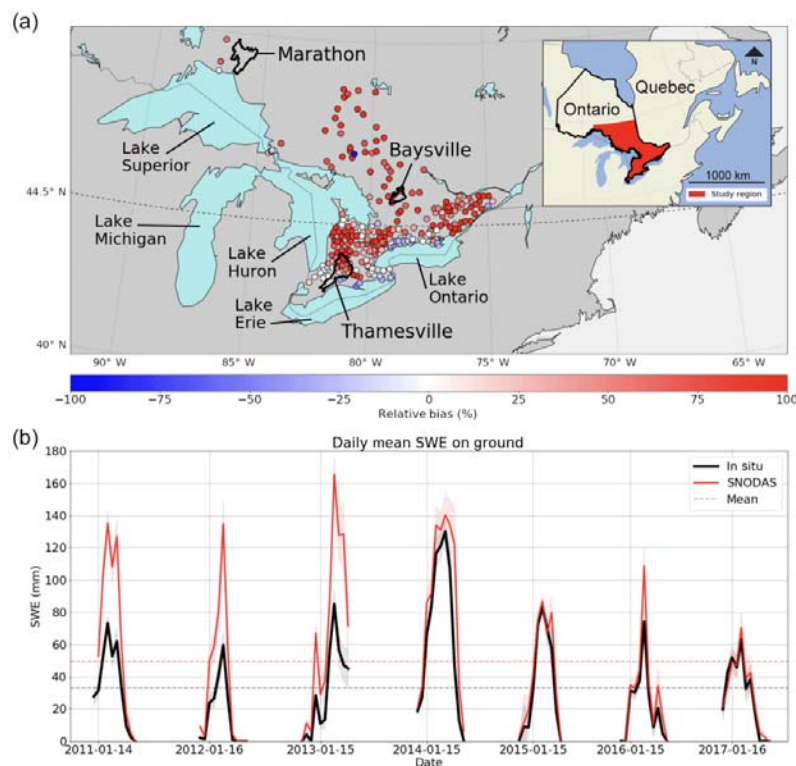 (a)
Marathon
Lake
Superior
Baysville
44.5° N
Lake
Michigan
Lake
Huron
Lake
Ontario
Lake
Erie
Thamesville
40° N
90° W
85° W
80° W
75° W
70° W
65° W
N
Quebec
Ontario
1000 km
Study region
−100
−75
−50
−25
0
25
50
75
100
Relative bias (%)
(b)
Daily mean SWE on ground
180
160
140
120
100
80
60
40
20
0
SWE (mm)
In situ
SNODAS
Mean
2011-01-14
2012-01-16
2013-01-15
2014-01-15
2015-01-15
2016-01-15
2017-01-16
Date